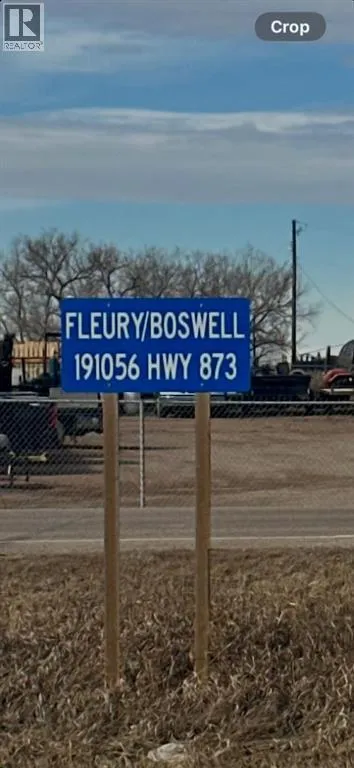 REALTOR®
Crop
FLEURY/BOSWELL
191056 HWY 873